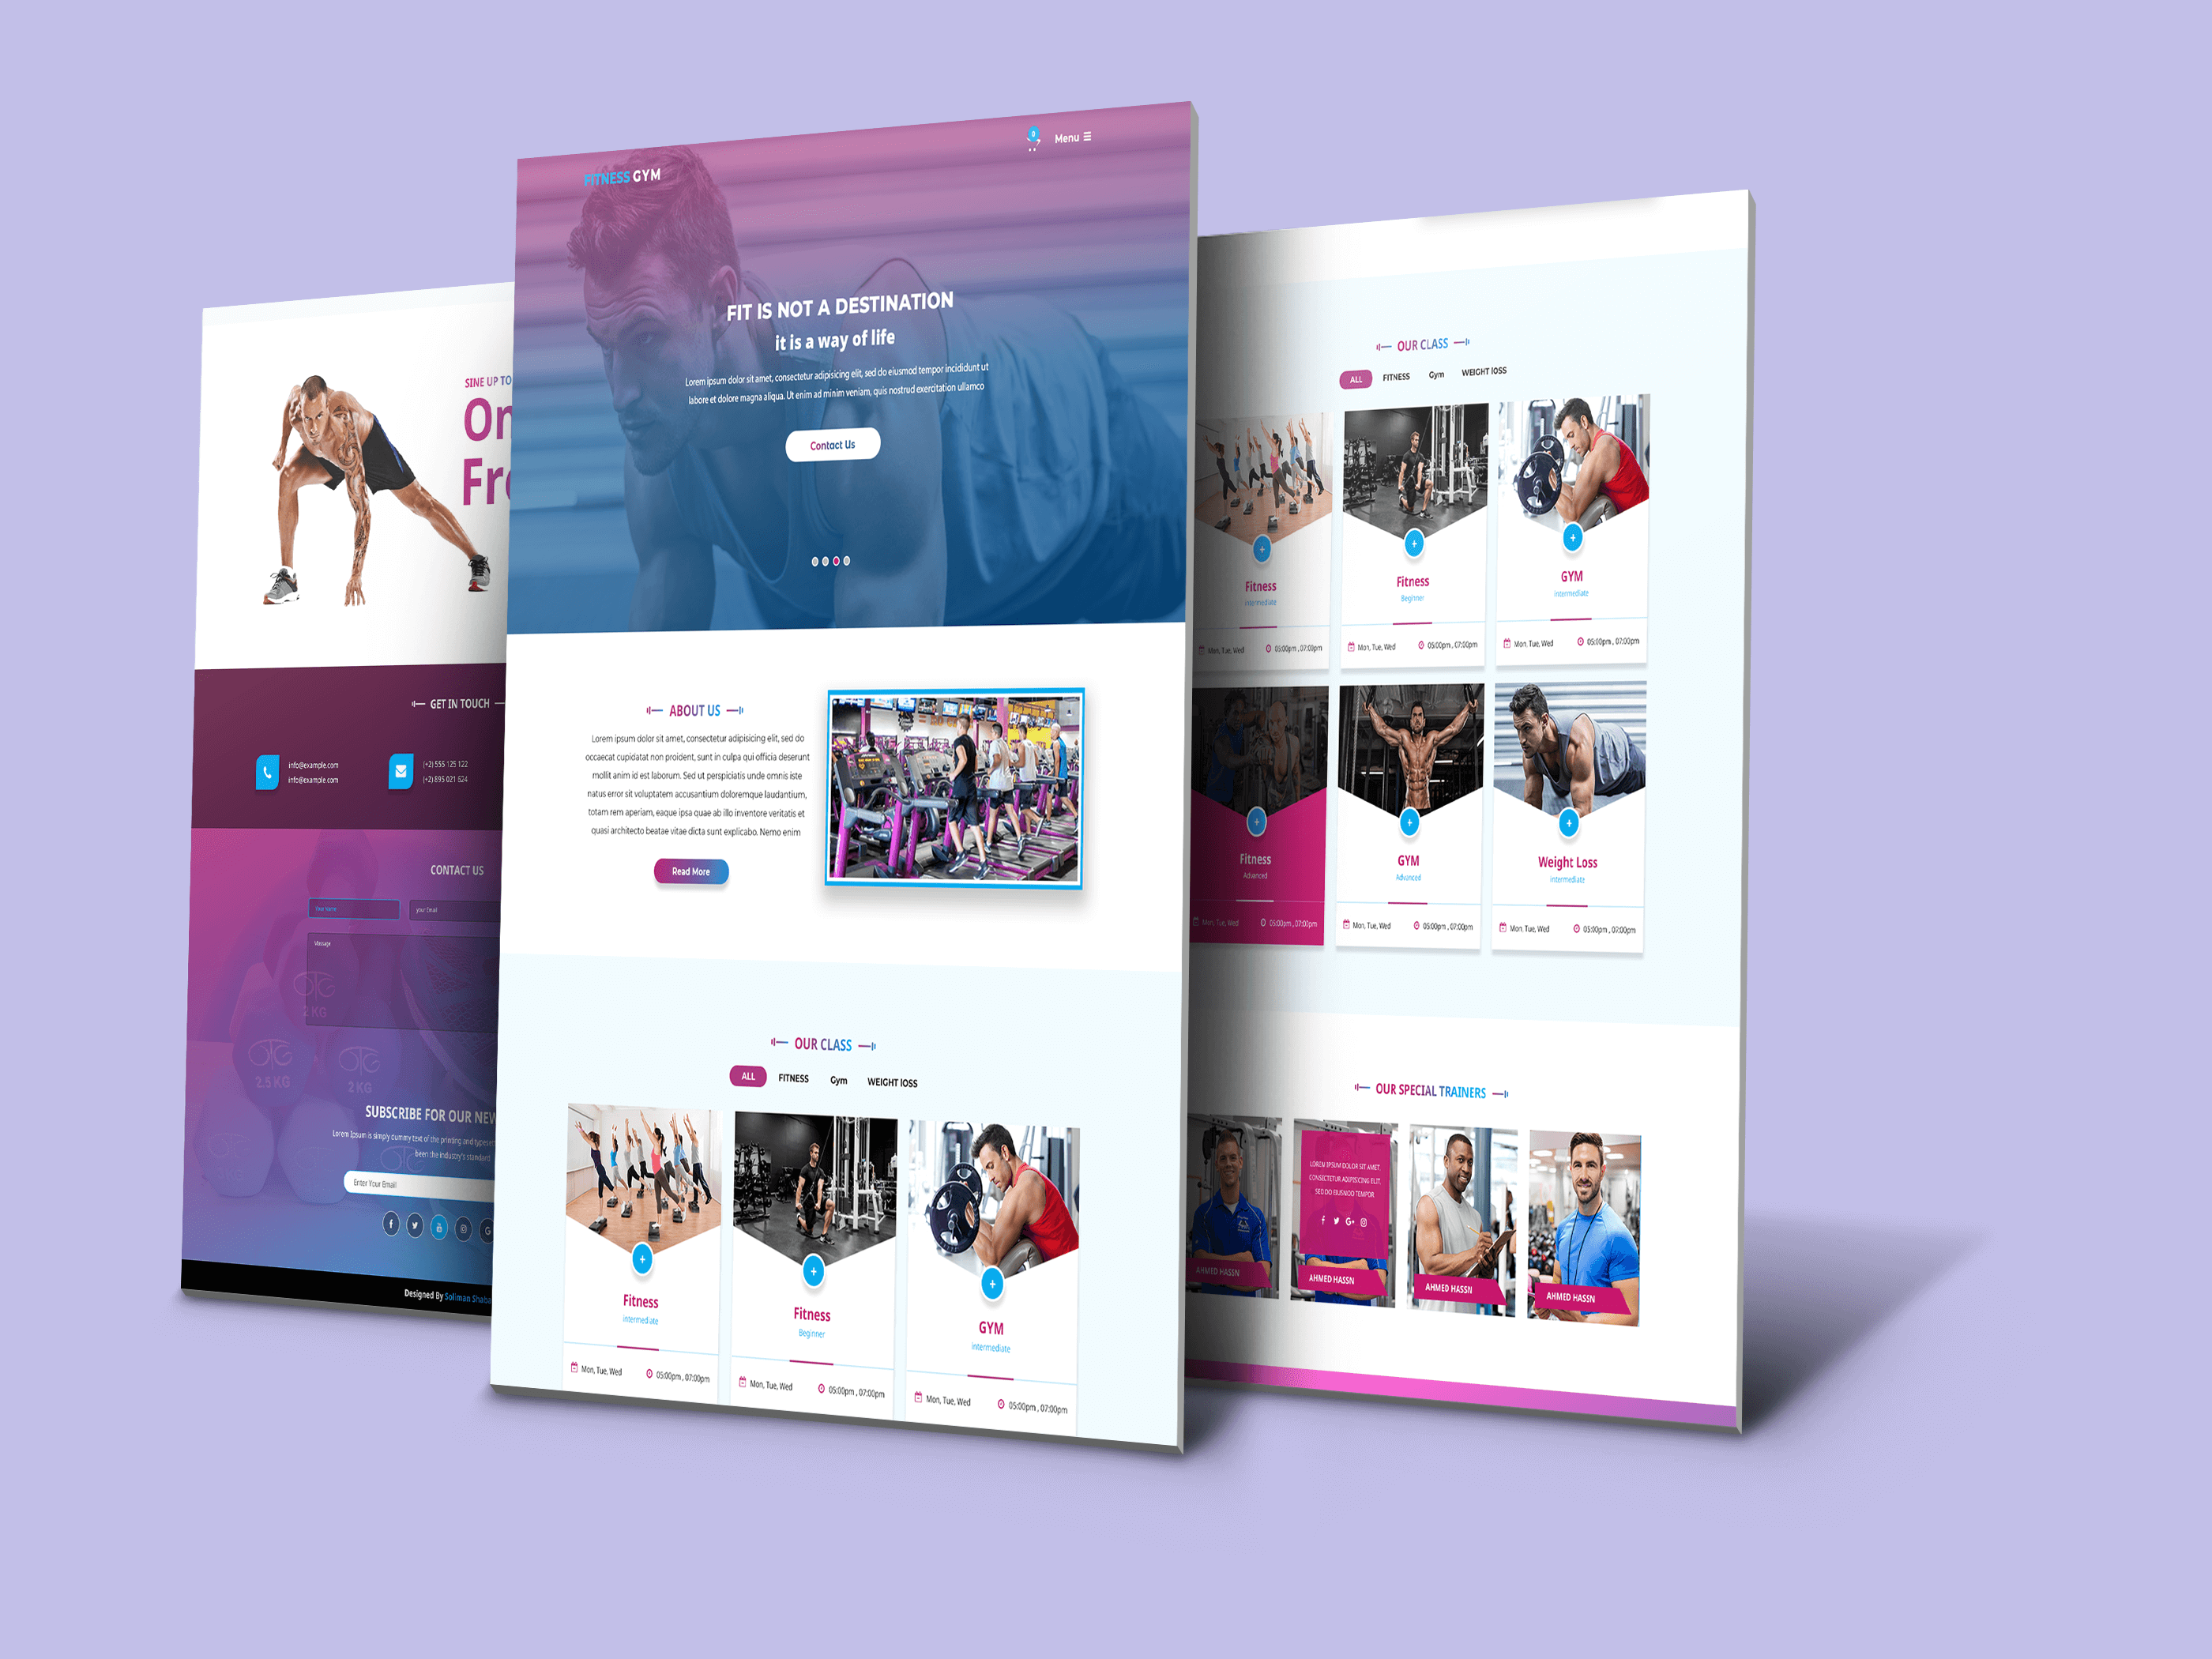 SINE UP TO
On
Fr
GET IN TOUCH
info@example.com
info@example.com
(+2) 555 125 122
(+2) 895 021 624
CONTACT US
Your Name
your Email
Message
2 KG
2.5 KG
2 KG
SUBSCRIBE FOR OUR NEW
Lorem Ipsum is simply dummy text of the printing and typese
been the industry's standard
Enter Your Email
Designed By Soliman Shaba
0
Menu
FITNESS GYM
FIT IS NOT A DESTINATION
it is a way of life
Lorem ipsum dolor sit amet, consectetur adipisicing elit, sed do eiusmod tempor incididunt ut
labore et dolore magna aliqua. Ut enim ad minim veniam, quis nostrud exercitation ullamco
Contact Us
ABOUT US
Lorem ipsum dolor sit amet, consectetur adipisicing elit, sed do
occaecat cupidatat non proident, sunt in culpa qui officia deserunt
mollit anim id est laborum. Sed ut perspiciatis unde omnis iste
natus error sit voluptatem accusantium doloremque laudantium,
totam rem aperiam, eaque ipsa quae ab illo inventore veritatis et
quasi architecto beatae vitae dicta sunt explicabo. Nemo enim
Read More
OUR CLASS
ALL FITNESS Gym WEIGHT lOSS
Fitness
intermediate
Mon, Tue, Wed 05:00pm , 07:00pm
Fitness
Beginner
Mon, Tue, Wed 05:00pm , 07:00pm
GYM
intermediate
Mon, Tue, Wed 05:00pm , 07:00pm
OUR CLASS
ALL FITNESS Gym WEIGHT lOSS
Fitness
intermediate
Mon, Tue, Wed 05:00pm , 07:00pm
Fitness
Beginner
Mon, Tue, Wed 05:00pm , 07:00pm
GYM
intermediate
Mon, Tue, Wed 05:00pm , 07:00pm
Fitness
Advanced
Mon, Tue, Wed 05:00pm , 07:00pm
GYM
Advanced
Mon, Tue, Wed 05:00pm , 07:00pm
Weight Loss
intermediate
Mon, Tue, Wed 05:00pm , 07:00pm
OUR SPECIAL TRAINERS
AHMED HASSN
LOREM IPSUM DOLOR SIT AMET,
CONSECTETUR ADIPISICING ELIT,
SED DO EIUSMOD TEMPOR
AHMED HASSN
AHMED HASSN
AHMED HASSN